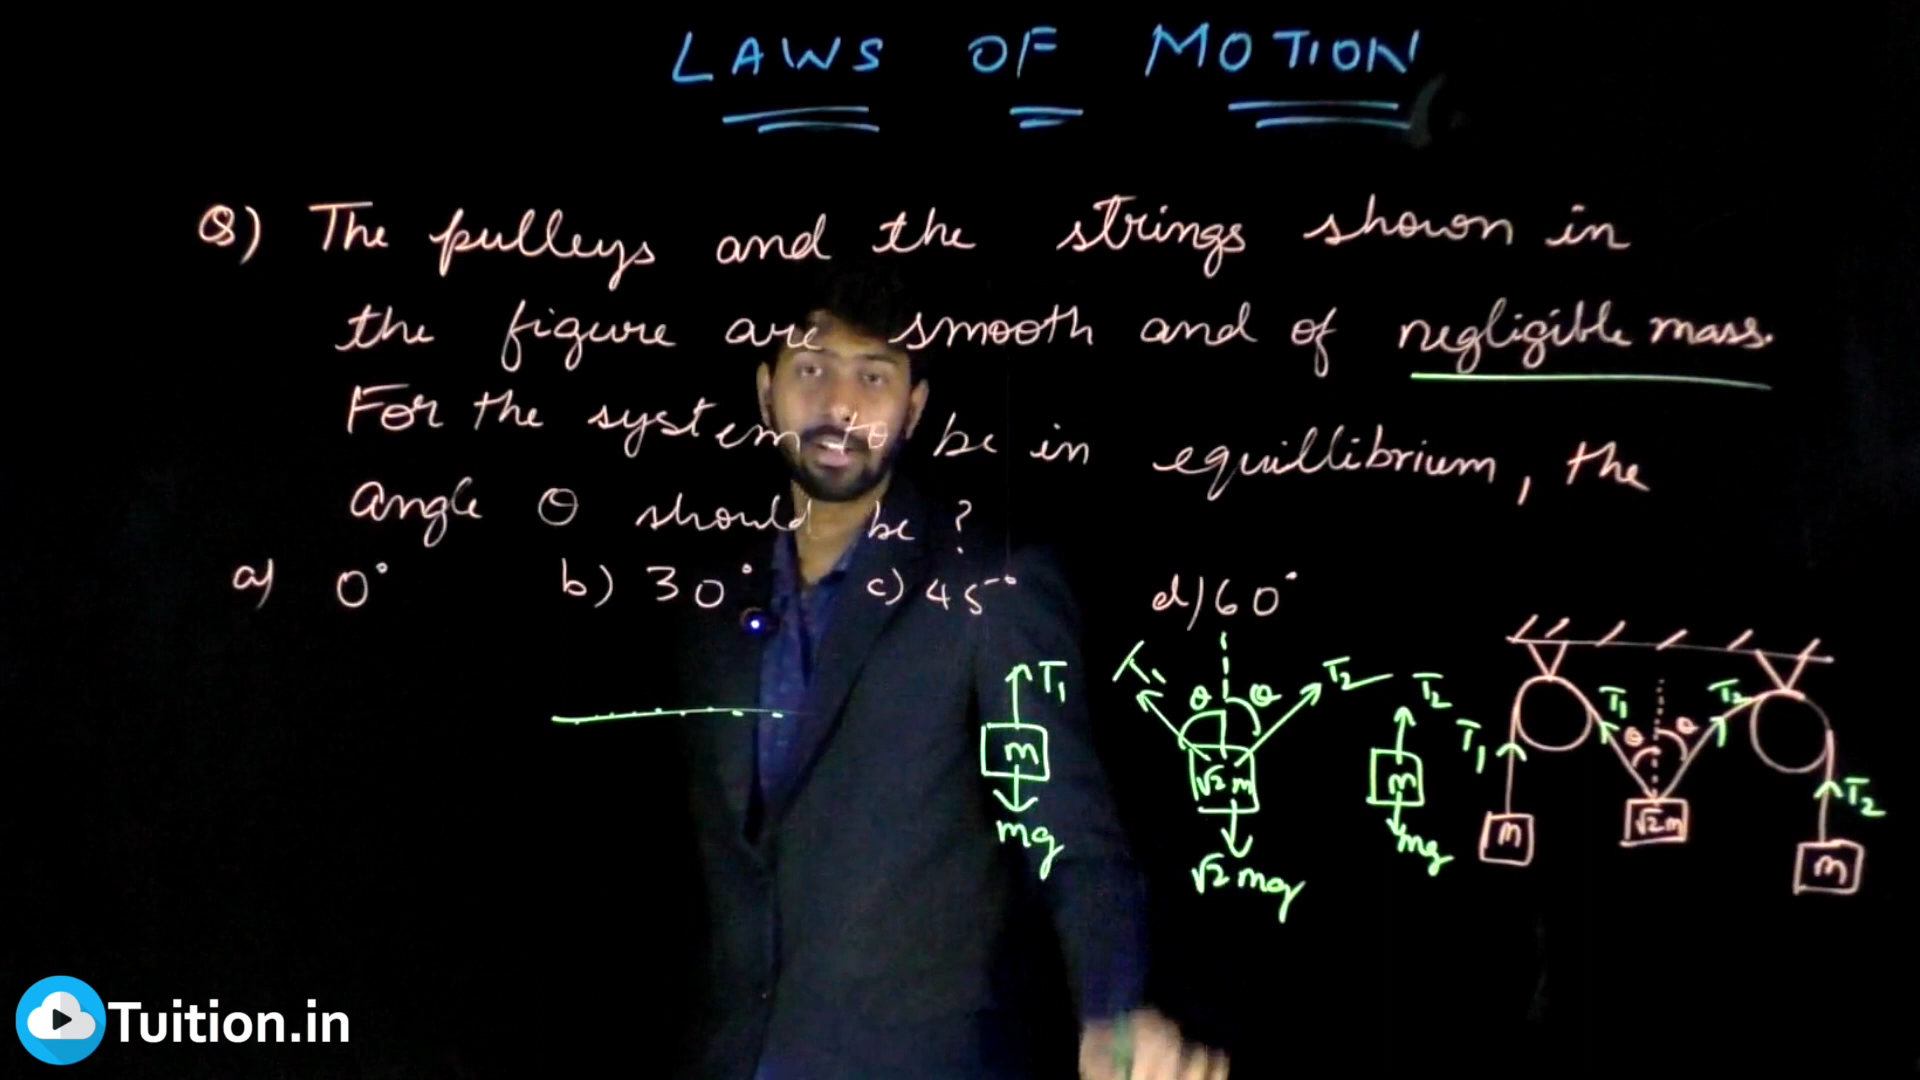 LAWS OF MOTION
Q) The pulleys and the strings shown in
the figure are smooth and of negligible mass.
For the system to be in equillibrium, the
angle θ should be ?
a) 0° b) 30° c) 45° d) 60°
T1 T1 θ θ T2 T2 T1 T1 θ θ T2 T2
m √2 m m m √2 m m
mg √2 mg mg
Tuition.in